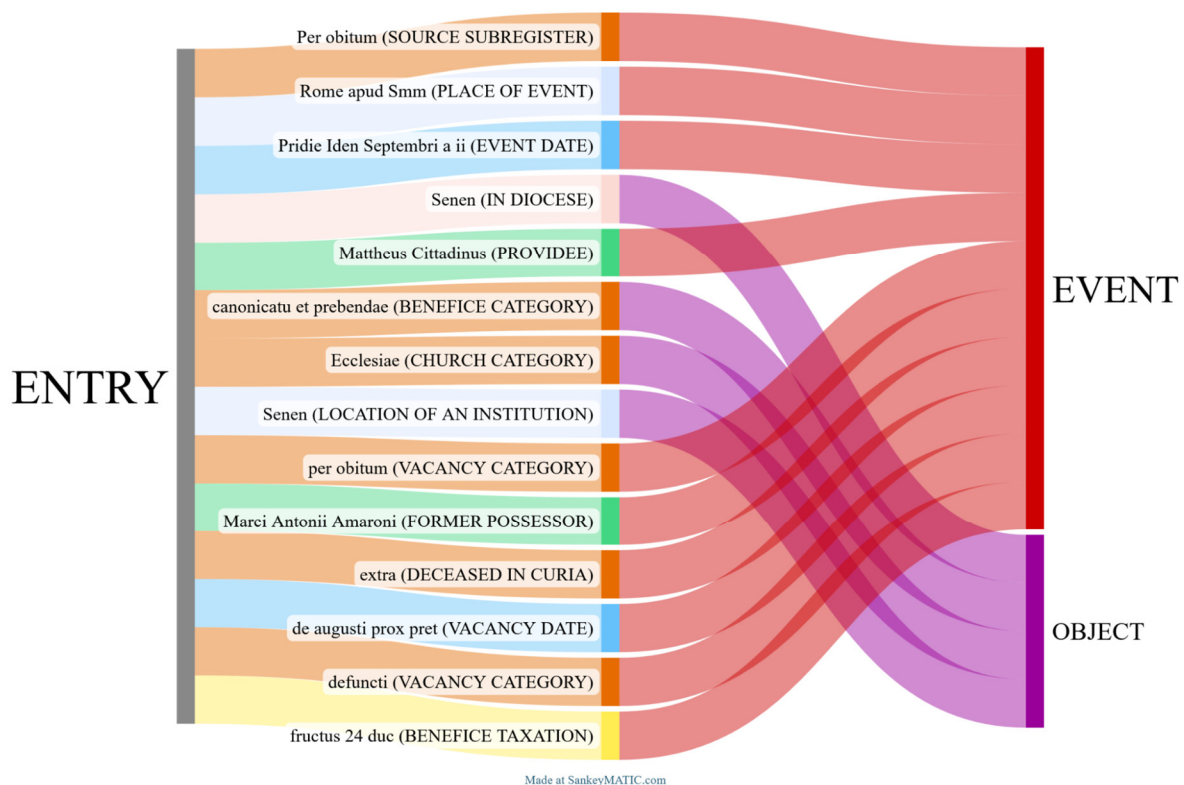 Per obitum (SOURCE SUBREGISTER)
Rome apud Smm (PLACE OF EVENT)
Pridie Iden Septembri a ii (EVENT DATE)
Senen (IN DIOCESE)
Mattheus Cittadinus (PROVIDEE)
canonicatu et prebendae (BENEFICE CATEGORY)
Ecclesiae (CHURCH CATEGORY)
Senen (LOCATION OF AN INSTITUTION)
per obitum (VACANCY CATEGORY)
Marci Antonii Amaroni (FORMER POSSESSOR)
extra (DECEASED IN CURIA)
de augusti prox pret (VACANCY DATE)
defuncti (VACANCY CATEGORY)
fructus 24 duc (BENEFICE TAXATION)
ENTRY
EVENT
OBJECT
Made at SankeyMATIC.com